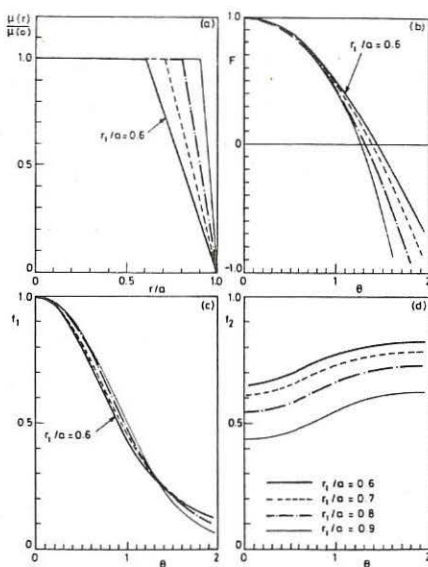 μ(r)
μ(o)
(a)
1.0
0.5
0
r₁/a = 0.6
0
0.5
r/a
1.0
(b)
1.0
F
0
-1.0
r₁/a = 0.6
0
1
θ
2
(c)
1.0
f₁
0.5
0
r₁/a = 0.6
0
1
θ
2
(d)
1.0
f₂
0.5
0
r₁/a = 0.6
r₁/a = 0.7
r₁/a = 0.8
r₁/a = 0.9
0
1
θ
2